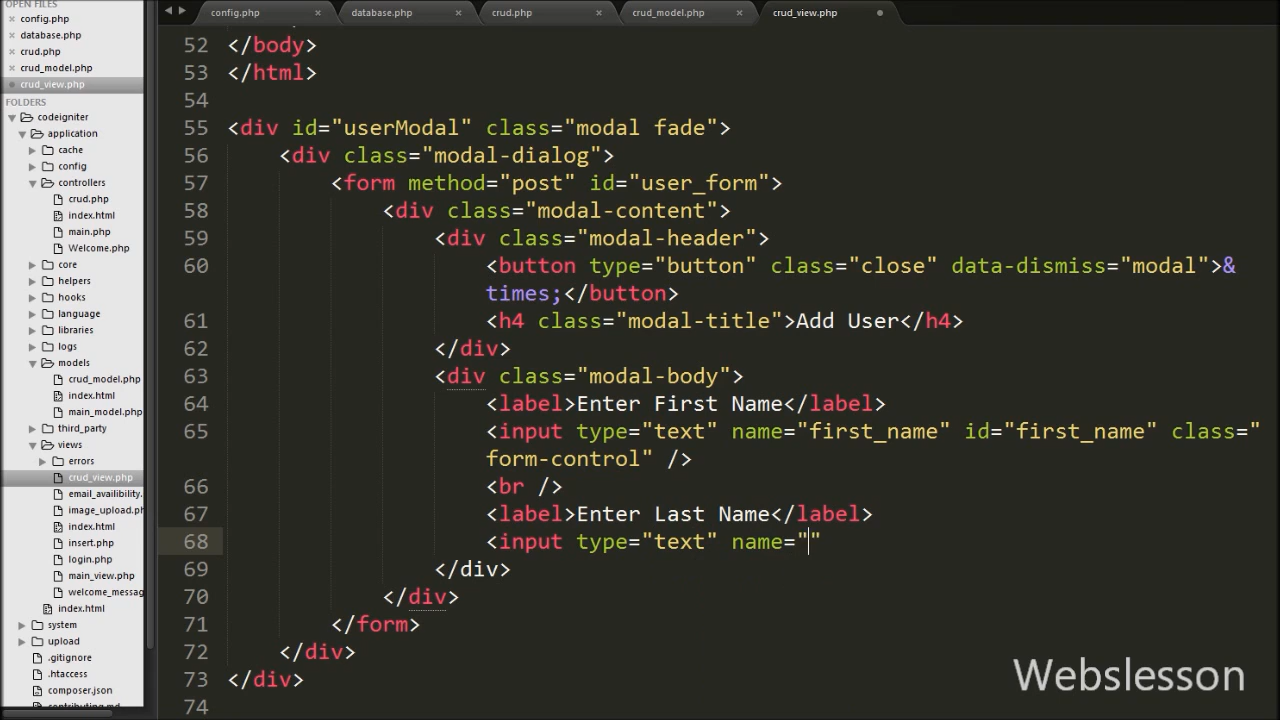 OPEN FILES
config.php
database.php
crud.php
crud_model.php
crud_view.php
FOLDERS
codeigniter
application
cache
config
controllers
crud.php
index.html
main.php
Welcome.php
core
helpers
hooks
language
libraries
logs
models
crud_model.php
index.html
main_model.php
third_party
views
errors
crud_view.php
email_availibility.
image_upload.ph
index.html
insert.php
login.php
main_view.php
welcome_messag
index.html
system
upload
.gitignore
.htaccess
composer.json
contributing.md
config.php × database.php × crud.php × crud_model.php × crud_view.php
52 </body>
53 </html>
54
55 <div id="userModal" class="modal fade">
56 <div class="modal-dialog">
57 <form method="post" id="user_form">
58 <div class="modal-content">
59 <div class="modal-header">
60 <button type="button" class="close" data-dismiss="modal">&
times;</button>
61 <h4 class="modal-title">Add User</h4>
62 </div>
63 <div class="modal-body">
64 <label>Enter First Name</label>
65 <input type="text" name="first_name" id="first_name" class="
form-control" />
66 <br />
67 <label>Enter Last Name</label>
68 <input type="text" name=""
69 </div>
70 </div>
71 </form>
72 </div>
73 </div>
74
Webslesson